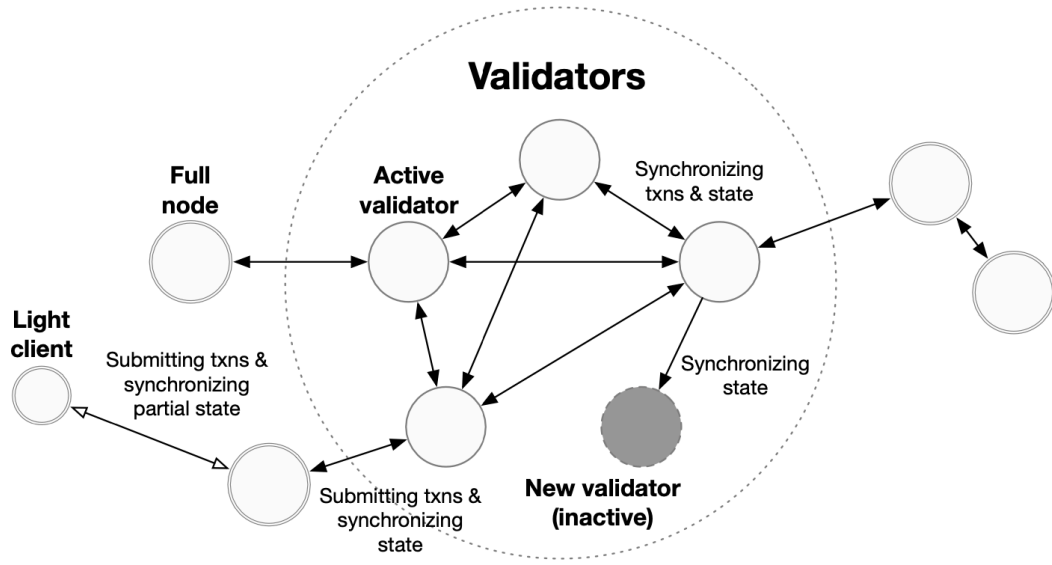 Validators
Full
node
Active
validator
Synchronizing
txns & state
Light
client
Submitting txns &
synchronizing
partial state
Synchronizing
state
New validator
(inactive)
Submitting txns &
synchronizing
state